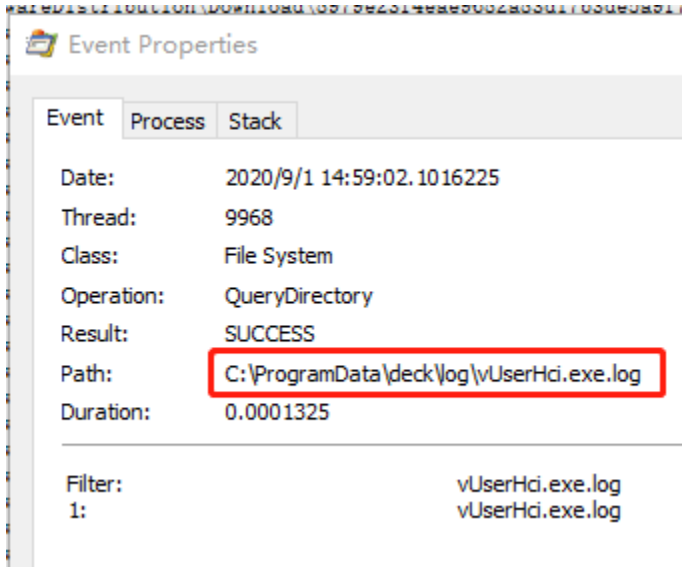 Event Properties
Event Process Stack
Date: 2020/9/1 14:59:02.1016225
Thread: 9968
Class: File System
Operation: QueryDirectory
Result: SUCCESS
Path: C:\ProgramData\deck\log\vUserHci.exe.log
Duration: 0.0001325
Filter: vUserHci.exe.log
1: vUserHci.exe.log